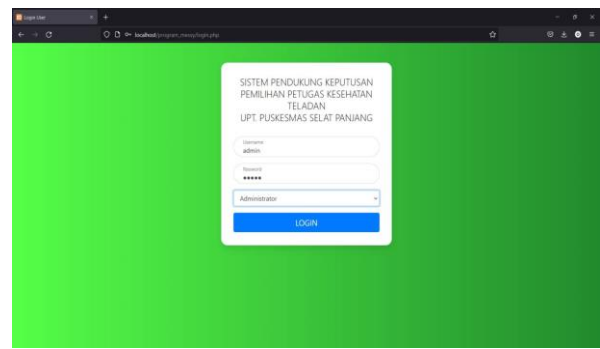 Login User
localhost/program_mezzy/login.php
SISTEM PENDUKUNG KEPUTUSAN
PEMILIHAN PETUGAS KESEHATAN
TELADAN
UPT. PUSKESMAS SELAT PANJANG
Username
admin
Password
Administrator
LOGIN